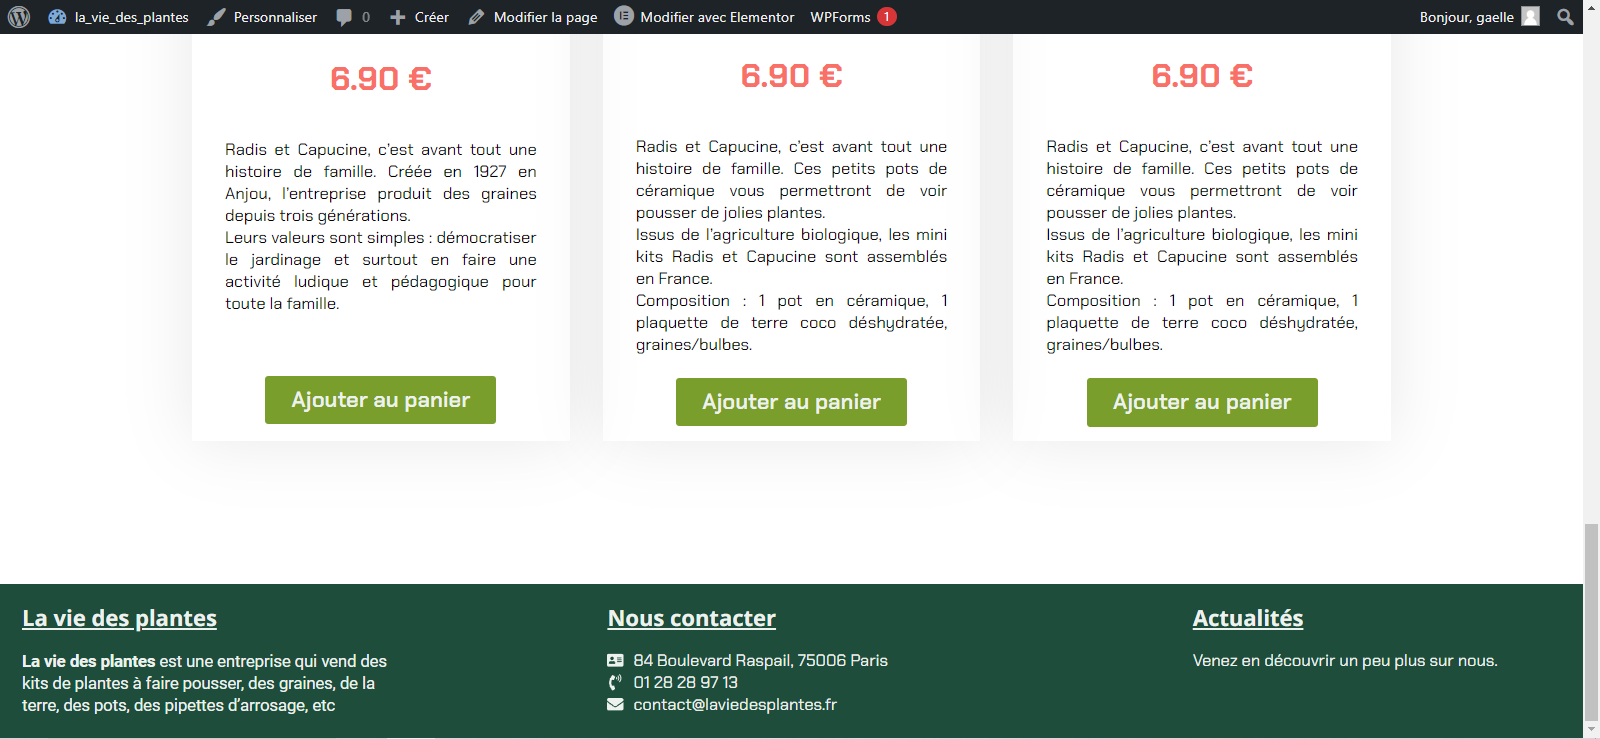 la_vie_des_plantes Personnaliser 0 Créer Modifier la page Modifier avec Elementor WPForms 1 Bonjour, gaelle
6.90 €
Radis et Capucine, c’est avant tout une
histoire de famille. Créée en 1927 en
Anjou, l’entreprise produit des graines
depuis trois générations.
Leurs valeurs sont simples : démocratiser
le jardinage et surtout en faire une
activité ludique et pédagogique pour
toute la famille.
Ajouter au panier
6.90 €
Radis et Capucine, c’est avant tout une
histoire de famille. Ces petits pots de
céramique vous permettront de voir
pousser de jolies plantes.
Issus de l’agriculture biologique, les mini
kits Radis et Capucine sont assemblés
en France.
Composition : 1 pot en céramique, 1
plaquette de terre coco déshydratée,
graines/bulbes.
Ajouter au panier
6.90 €
Radis et Capucine, c’est avant tout une
histoire de famille. Ces petits pots de
céramique vous permettront de voir
pousser de jolies plantes.
Issus de l’agriculture biologique, les mini
kits Radis et Capucine sont assemblés
en France.
Composition : 1 pot en céramique, 1
plaquette de terre coco déshydratée,
graines/bulbes.
Ajouter au panier
La vie des plantes
La vie des plantes est une entreprise qui vend des
kits de plantes à faire pousser, des graines, de la
terre, des pots, des pipettes d’arrosage, etc
Nous contacter
84 Boulevard Raspail, 75006 Paris
01 28 28 97 13
contact@laviedesplantes.fr
Actualités
Venez en découvrir un peu plus sur nous.